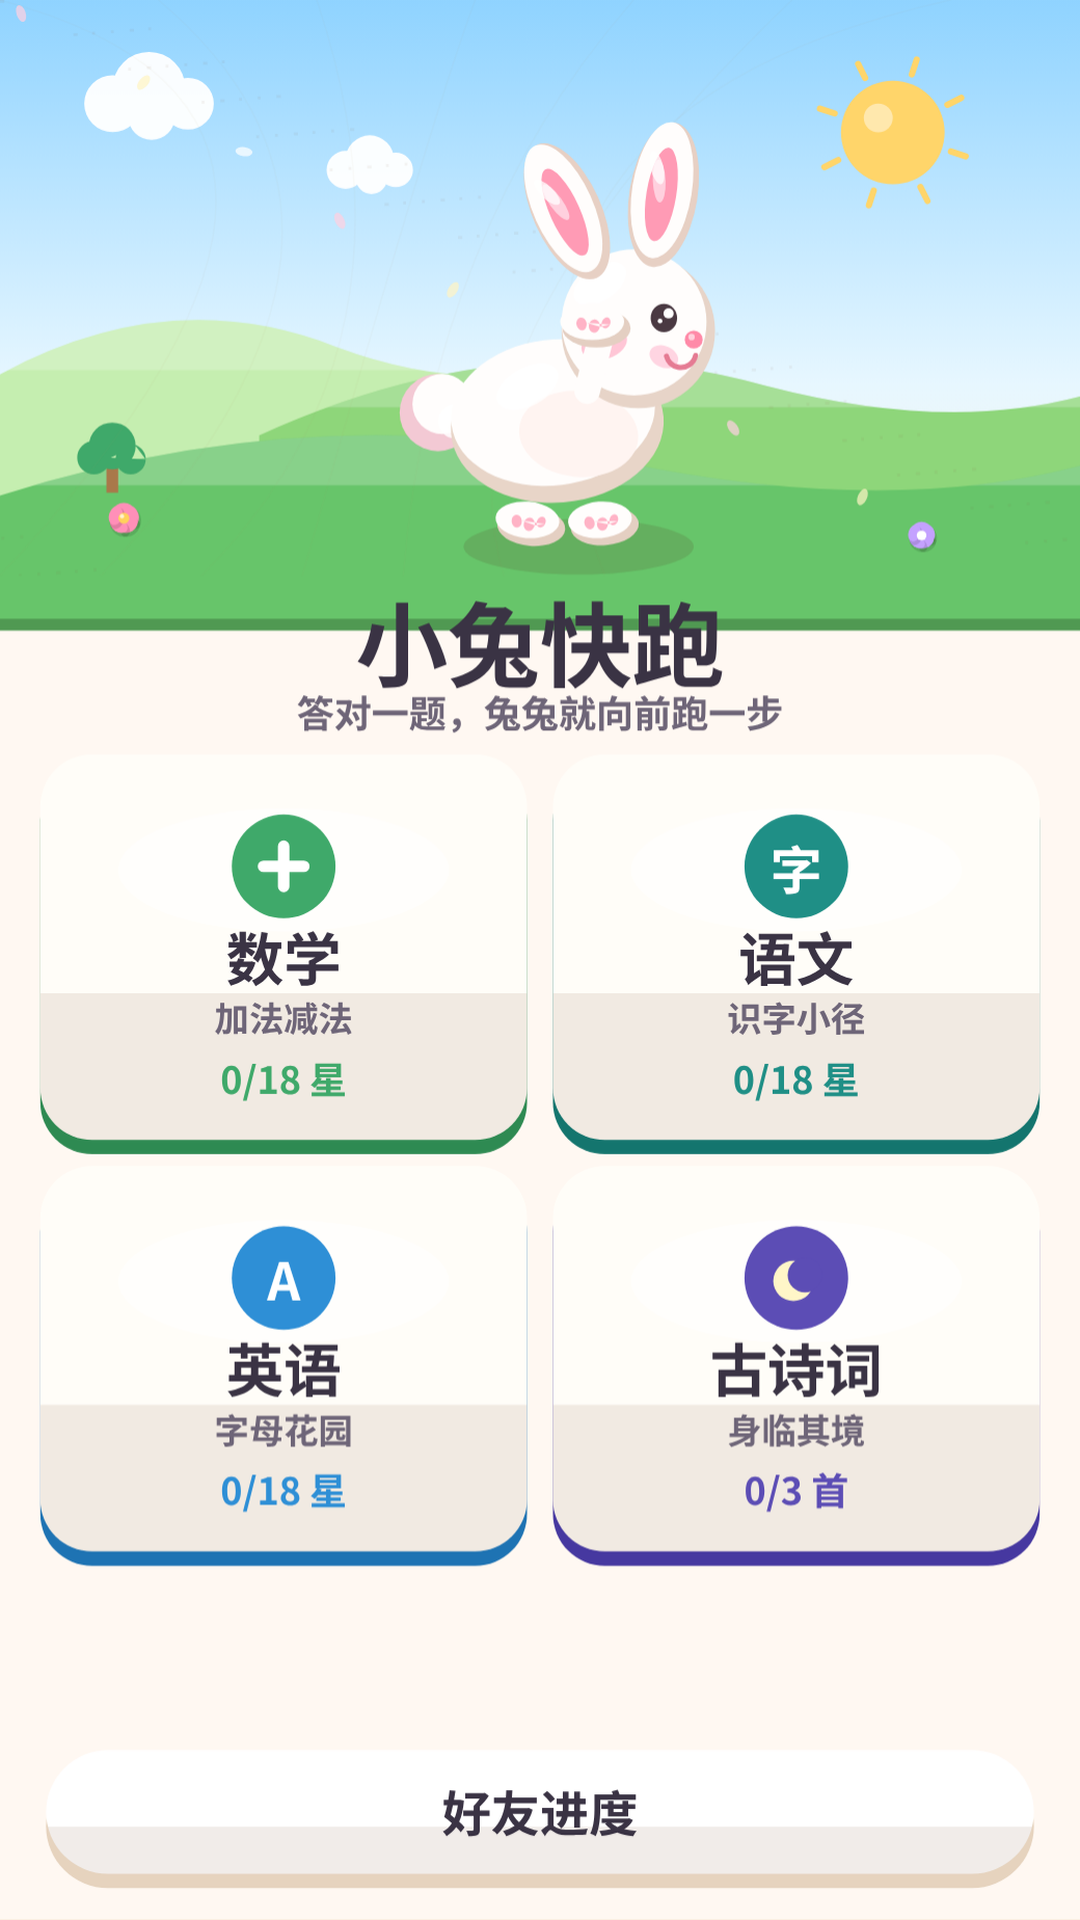 小兔快跑
答对一题，兔兔就向前跑一步
数学
加法减法
0/18 星
字
语文
识字小径
0/18 星
A
英语
字母花园
0/18 星
古诗词
身临其境
0/3 首
好友进度